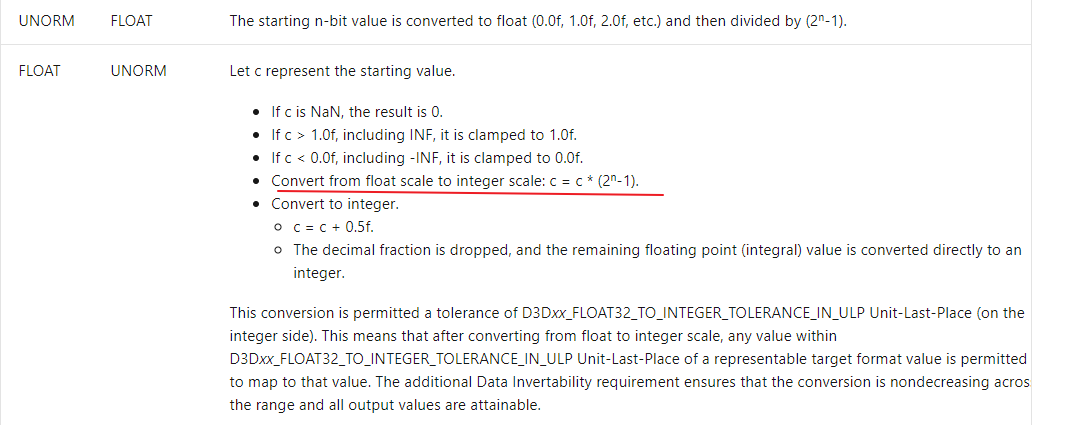 UNORM FLOAT The starting n-bit value is converted to float (0.0f, 1.0f, 2.0f, etc.) and then divided by (2ⁿ-1).
FLOAT UNORM Let c represent the starting value.
• If c is NaN, the result is 0.
• If c > 1.0f, including INF, it is clamped to 1.0f.
• If c < 0.0f, including -INF, it is clamped to 0.0f.
• Convert from float scale to integer scale: c = c * (2ⁿ-1).
• Convert to integer.
○ c = c + 0.5f.
○ The decimal fraction is dropped, and the remaining floating point (integral) value is converted directly to an
integer.
This conversion is permitted a tolerance of D3Dxx_FLOAT32_TO_INTEGER_TOLERANCE_IN_ULP Unit-Last-Place (on the
integer side). This means that after converting from float to integer scale, any value within
D3Dxx_FLOAT32_TO_INTEGER_TOLERANCE_IN_ULP Unit-Last-Place of a representable target format value is permitted
to map to that value. The additional Data Invertability requirement ensures that the conversion is nondecreasing acros
the range and all output values are attainable.